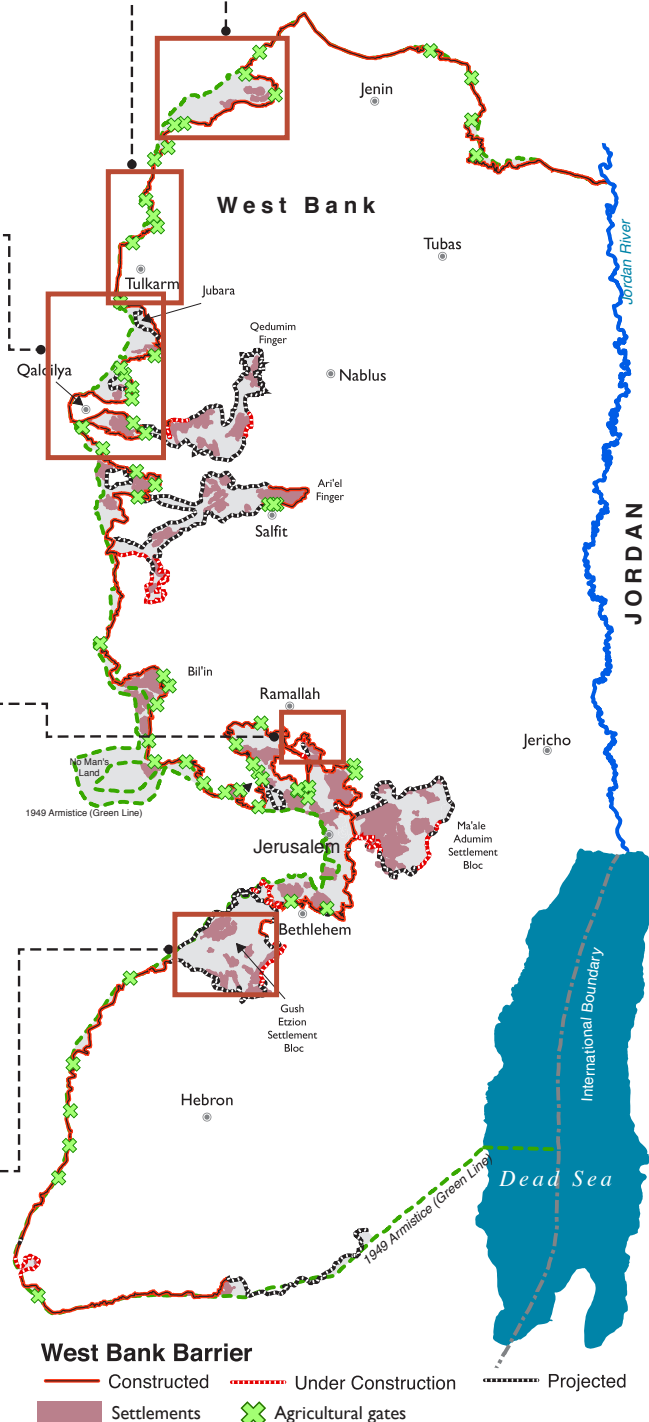 Jenin
West Bank
Jordan River
Tubas
Tulkarm
Jubara
Qedumim
Finger
Qalqilya
Nablus
Ari'el
Finger
Salfit
JORDAN
Bil'in
Ramallah
Jericho
No Man's
Land
1949 Armistice (Green Line)
Ma'ale
Adumim
Settlement
Bloc
Jerusalem
Bethlehem
International Boundary
Gush
Etzion
Settlement
Bloc
Hebron
1949 Armistice (Green Line)
Dead Sea
West Bank Barrier
Constructed
Under Construction
Projected
Settlements
Agricultural gates